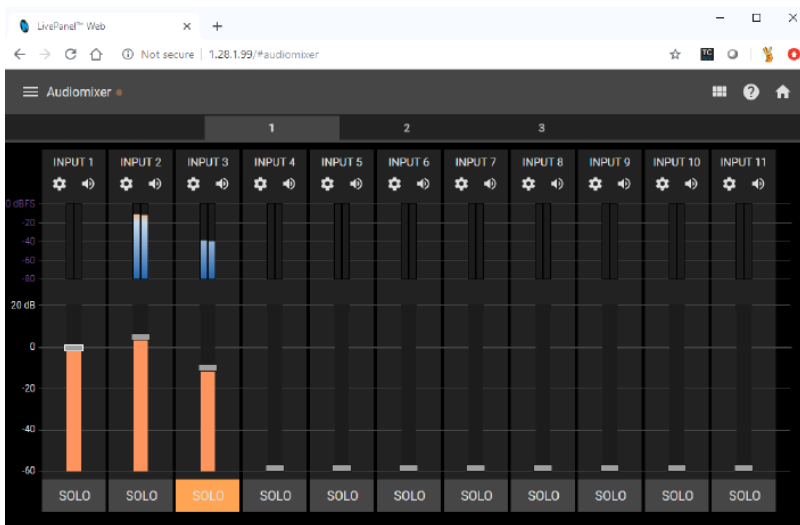 LivePanel™ Web
Not secure | 1.28.1.99/#audiomixer
TC
Audiomixer
1 2 3
INPUT 1 INPUT 2 INPUT 3 INPUT 4 INPUT 5 INPUT 6 INPUT 7 INPUT 8 INPUT 9 INPUT 10 INPUT 11
0 dBFS
-20
-40
-60
-80
20 dB
0
-20
-40
-60
SOLO SOLO SOLO SOLO SOLO SOLO SOLO SOLO SOLO SOLO SOLO